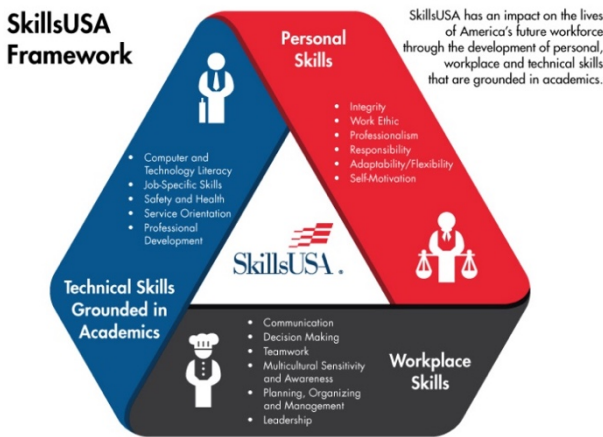 SkillsUSA
Framework
SkillsUSA has an impact on the lives
of America's future workforce
through the development of personal,
workplace and technical skills
that are grounded in academics.
Personal
Skills
• Integrity
• Work Ethic
• Professionalism
• Responsibility
• Adaptability/Flexibility
• Self-Motivation
• Computer and
Technology Literacy
• Job-Specific Skills
• Safety and Health
• Service Orientation
• Professional
Development
Technical Skills
Grounded in
Academics
SkillsUSA®
• Communication
• Decision Making
• Teamwork
• Multicultural Sensitivity
and Awareness
• Planning, Organizing
and Management
• Leadership
Workplace
Skills